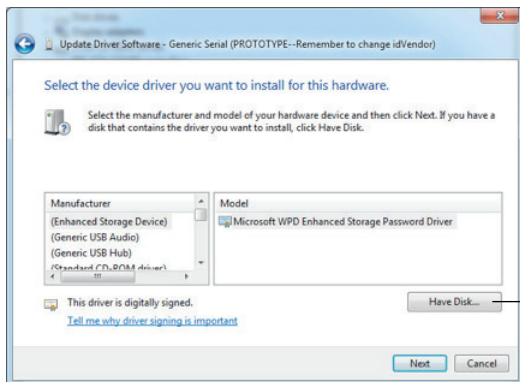 Update Driver Software - Generic Serial (PROTOTYPE--Remember to change idVendor)
Select the device driver you want to install for this hardware.
Select the manufacturer and model of your hardware device and then click Next. If you have a
disk that contains the driver you want to install, click Have Disk.
Manufacturer
Model
(Enhanced Storage Device)
Microsoft WPD Enhanced Storage Password Driver
(Generic USB Audio)
(Generic USB Hub)
(Standard CD-ROM driver)
This driver is digitally signed.
Have Disk...
Tell me why driver signing is important
Next
Cancel